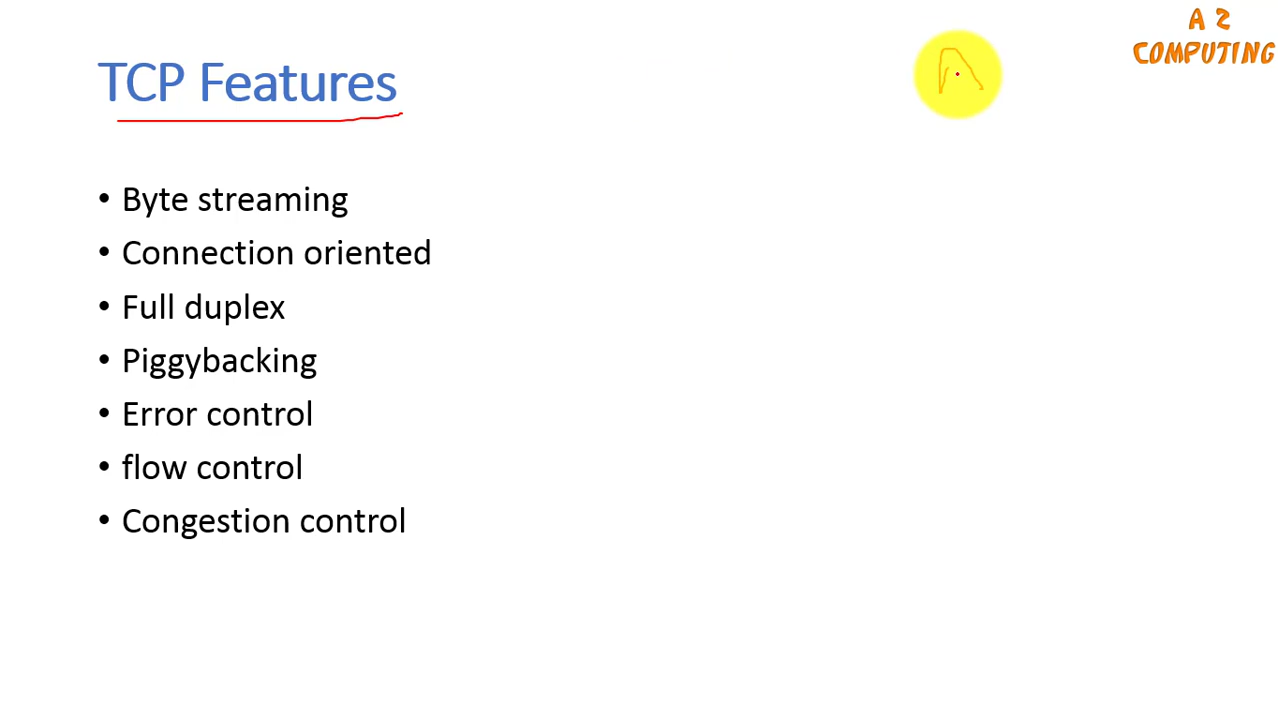 A 2
COMPUTING
TCP Features
A
• Byte streaming
• Connection oriented
• Full duplex
• Piggybacking
• Error control
• flow control
• Congestion control